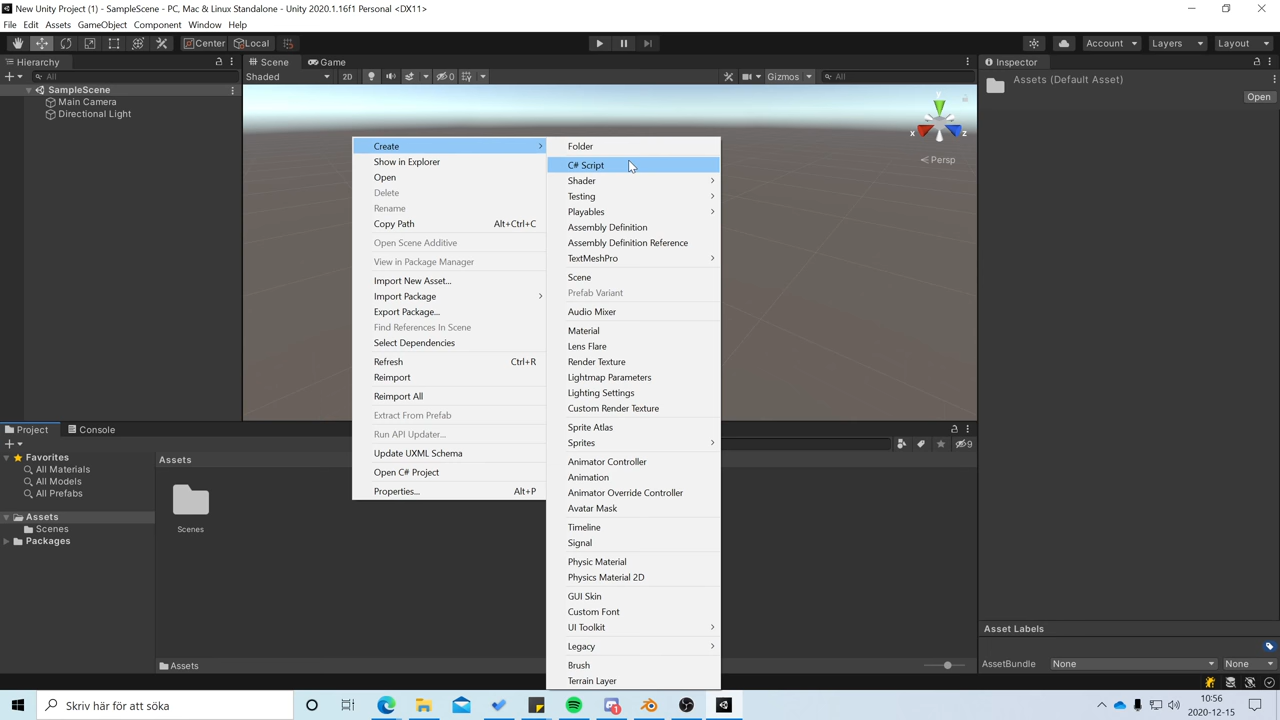 New Unity Project (1) - SampleScene - PC, Mac & Linux Standalone - Unity 2020.1.16f1 Personal <DX11>
File Edit Assets GameObject Component Window Help
Center Local Account Layers Layout
Hierarchy
All
SampleScene
Main Camera
Directional Light
Scene Game
Shaded 2D 0 Gizmos All
y
x z
Persp
Inspector
Assets (Default Asset)
Open
Create
Show in Explorer
Open
Delete
Rename
Copy Path Alt+Ctrl+C
Open Scene Additive
View in Package Manager
Import New Asset...
Import Package
Export Package...
Find References In Scene
Select Dependencies
Refresh Ctrl+R
Reimport
Reimport All
Extract From Prefab
Run API Updater...
Update UXML Schema
Open C# Project
Properties... Alt+P
Folder
C# Script
Shader
Testing
Playables
Assembly Definition
Assembly Definition Reference
TextMeshPro
Scene
Prefab Variant
Audio Mixer
Material
Lens Flare
Render Texture
Lightmap Parameters
Lighting Settings
Custom Render Texture
Sprite Atlas
Sprites
Animator Controller
Animation
Animator Override Controller
Avatar Mask
Timeline
Signal
Physic Material
Physics Material 2D
GUI Skin
Custom Font
UI Toolkit
Legacy
Brush
Terrain Layer
Project Console
9
Favorites
All Materials
All Models
All Prefabs
Assets
Scenes
Packages
Assets
Scenes
Assets
Asset Labels
AssetBundle None None
Skriv här för att söka
1
10:56
2020-12-15